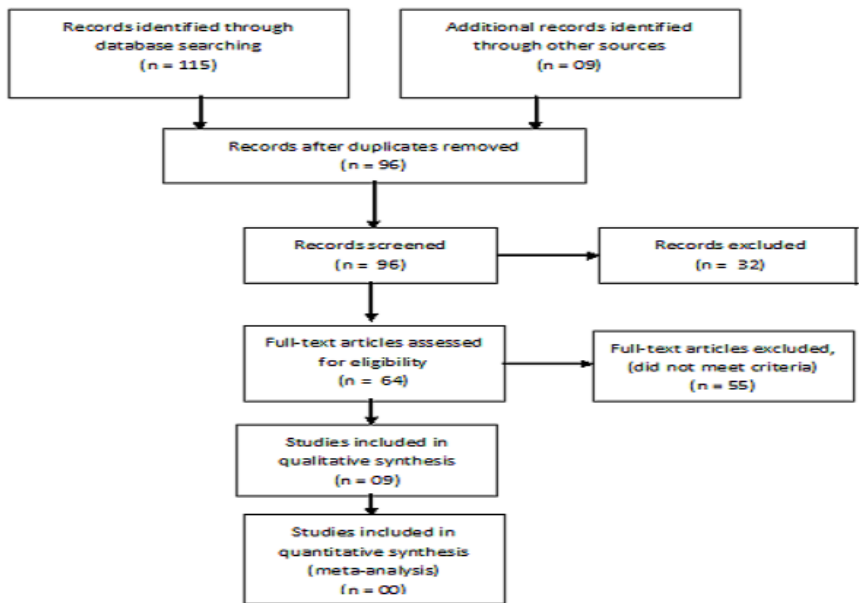 Records identified through
database searching
(n = 115)
Additional records identified
through other sources
(n = 09)
Records after duplicates removed
(n = 96)
Records screened
(n = 96)
Records excluded
(n = 32)
Full-text articles assessed
for eligibility
(n = 64)
Full-text articles excluded,
(did not meet criteria)
(n = 55)
Studies included in
qualitative synthesis
(n = 09)
Studies included in
quantitative synthesis
(meta-analysis)
(n = 00)